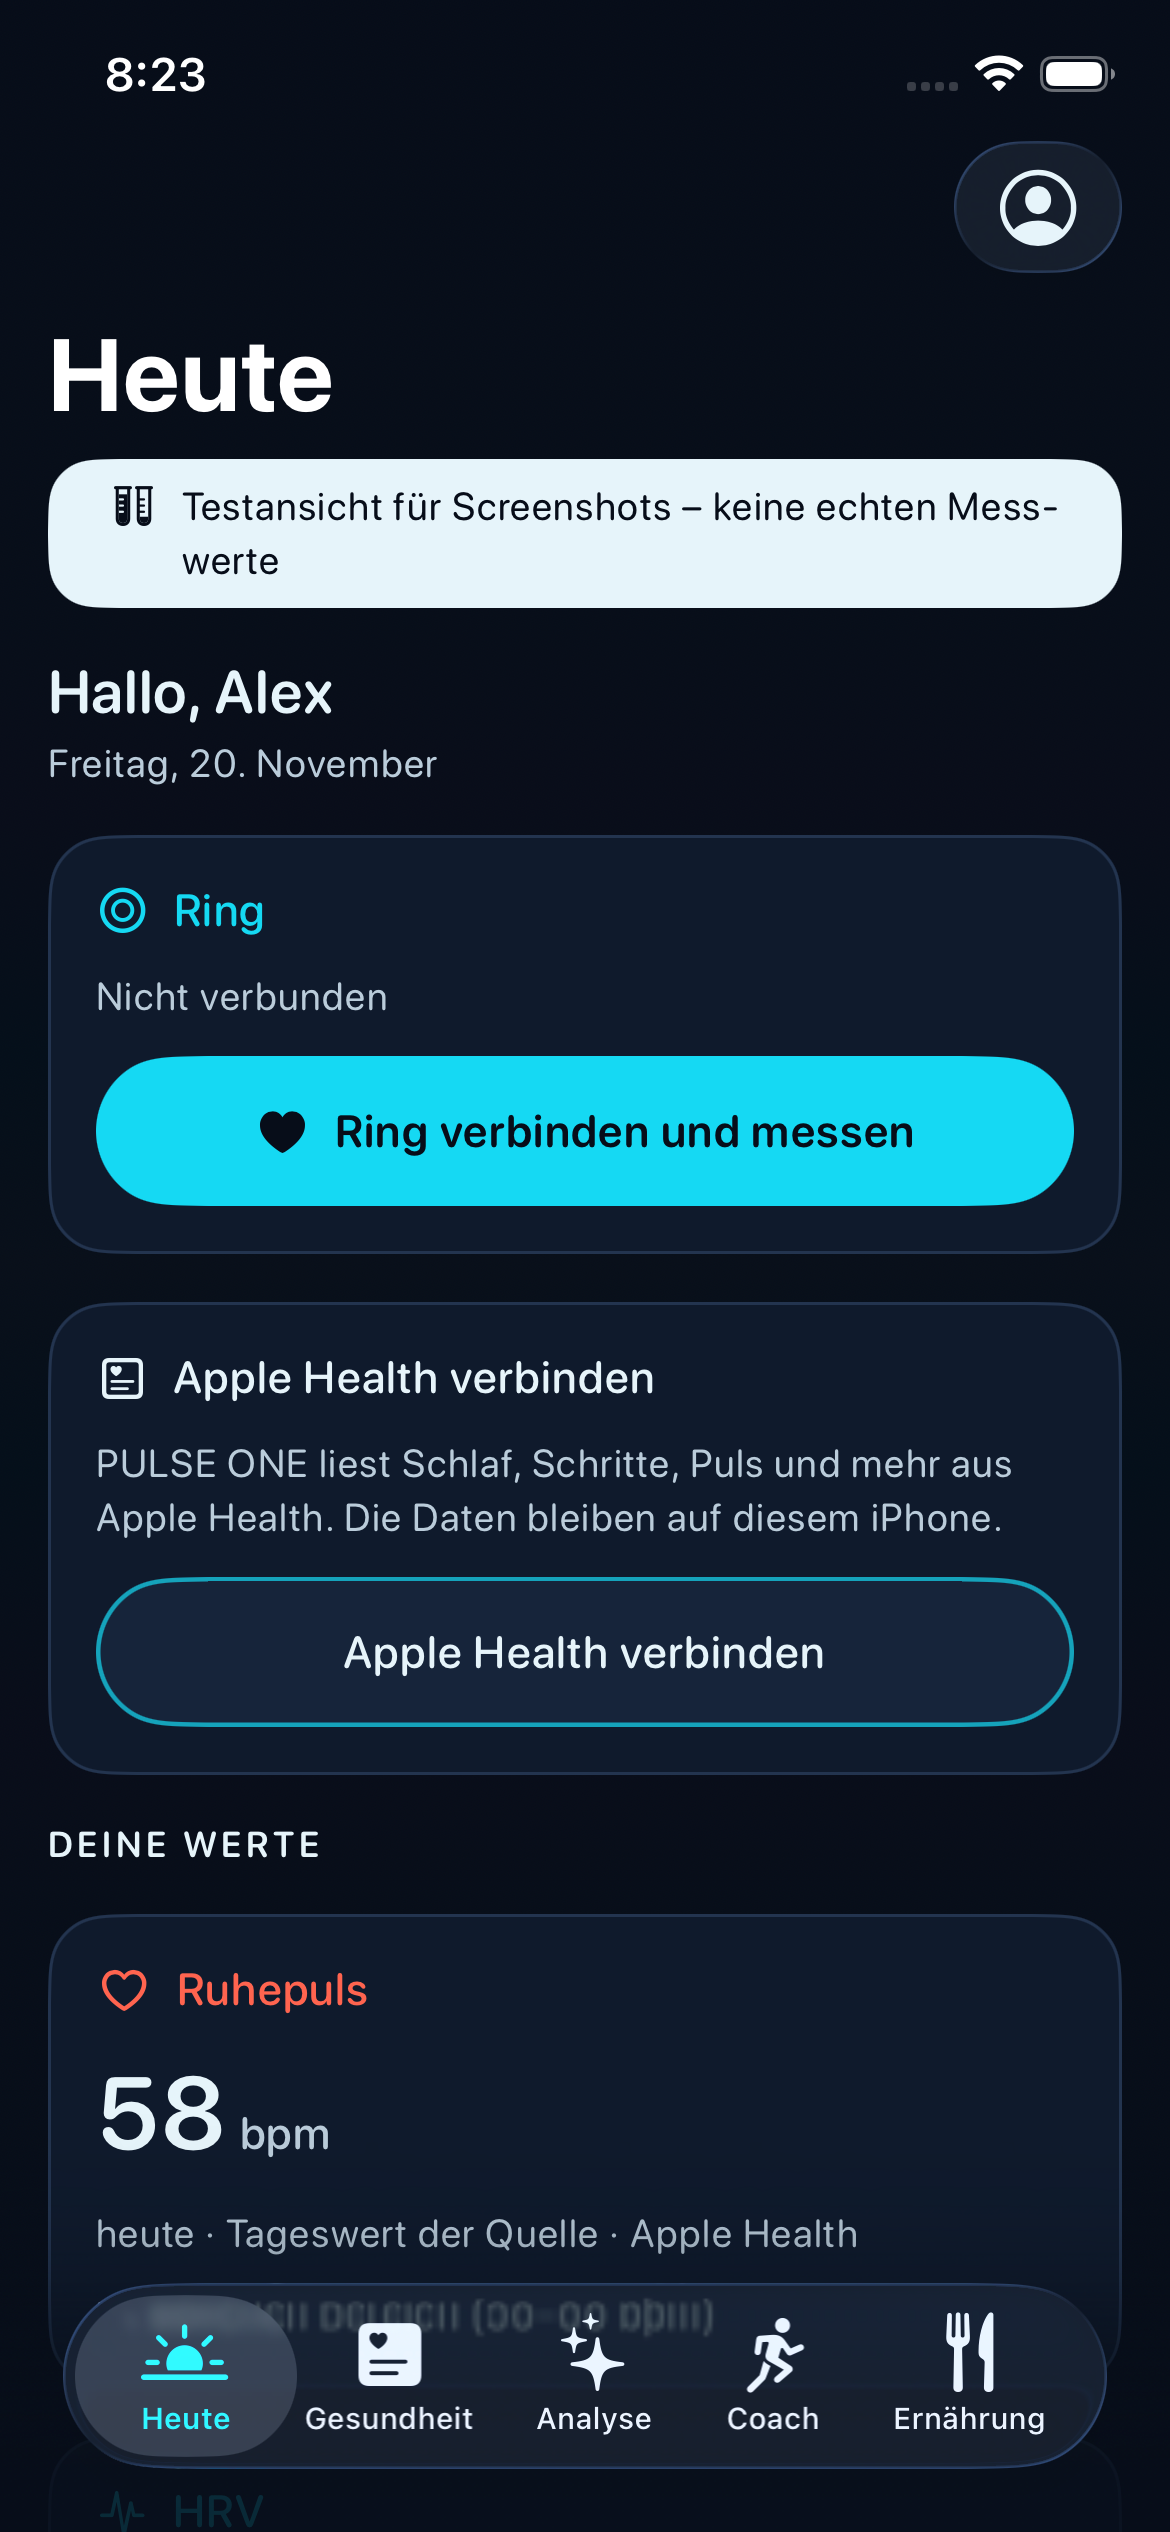 8:23
Heute
Testansicht für Screenshots – keine echten Mess-
werte
Hallo, Alex
Freitag, 20. November
Ring
Nicht verbunden
Ring verbinden und messen
Apple Health verbinden
PULSE ONE liest Schlaf, Schritte, Puls und mehr aus
Apple Health. Die Daten bleiben auf diesem iPhone.
Apple Health verbinden
DEINE WERTE
Ruhepuls
58 bpm
heute · Tageswert der Quelle · Apple Health
Heute
Gesundheit
Analyse
Coach
Ernährung
HRV